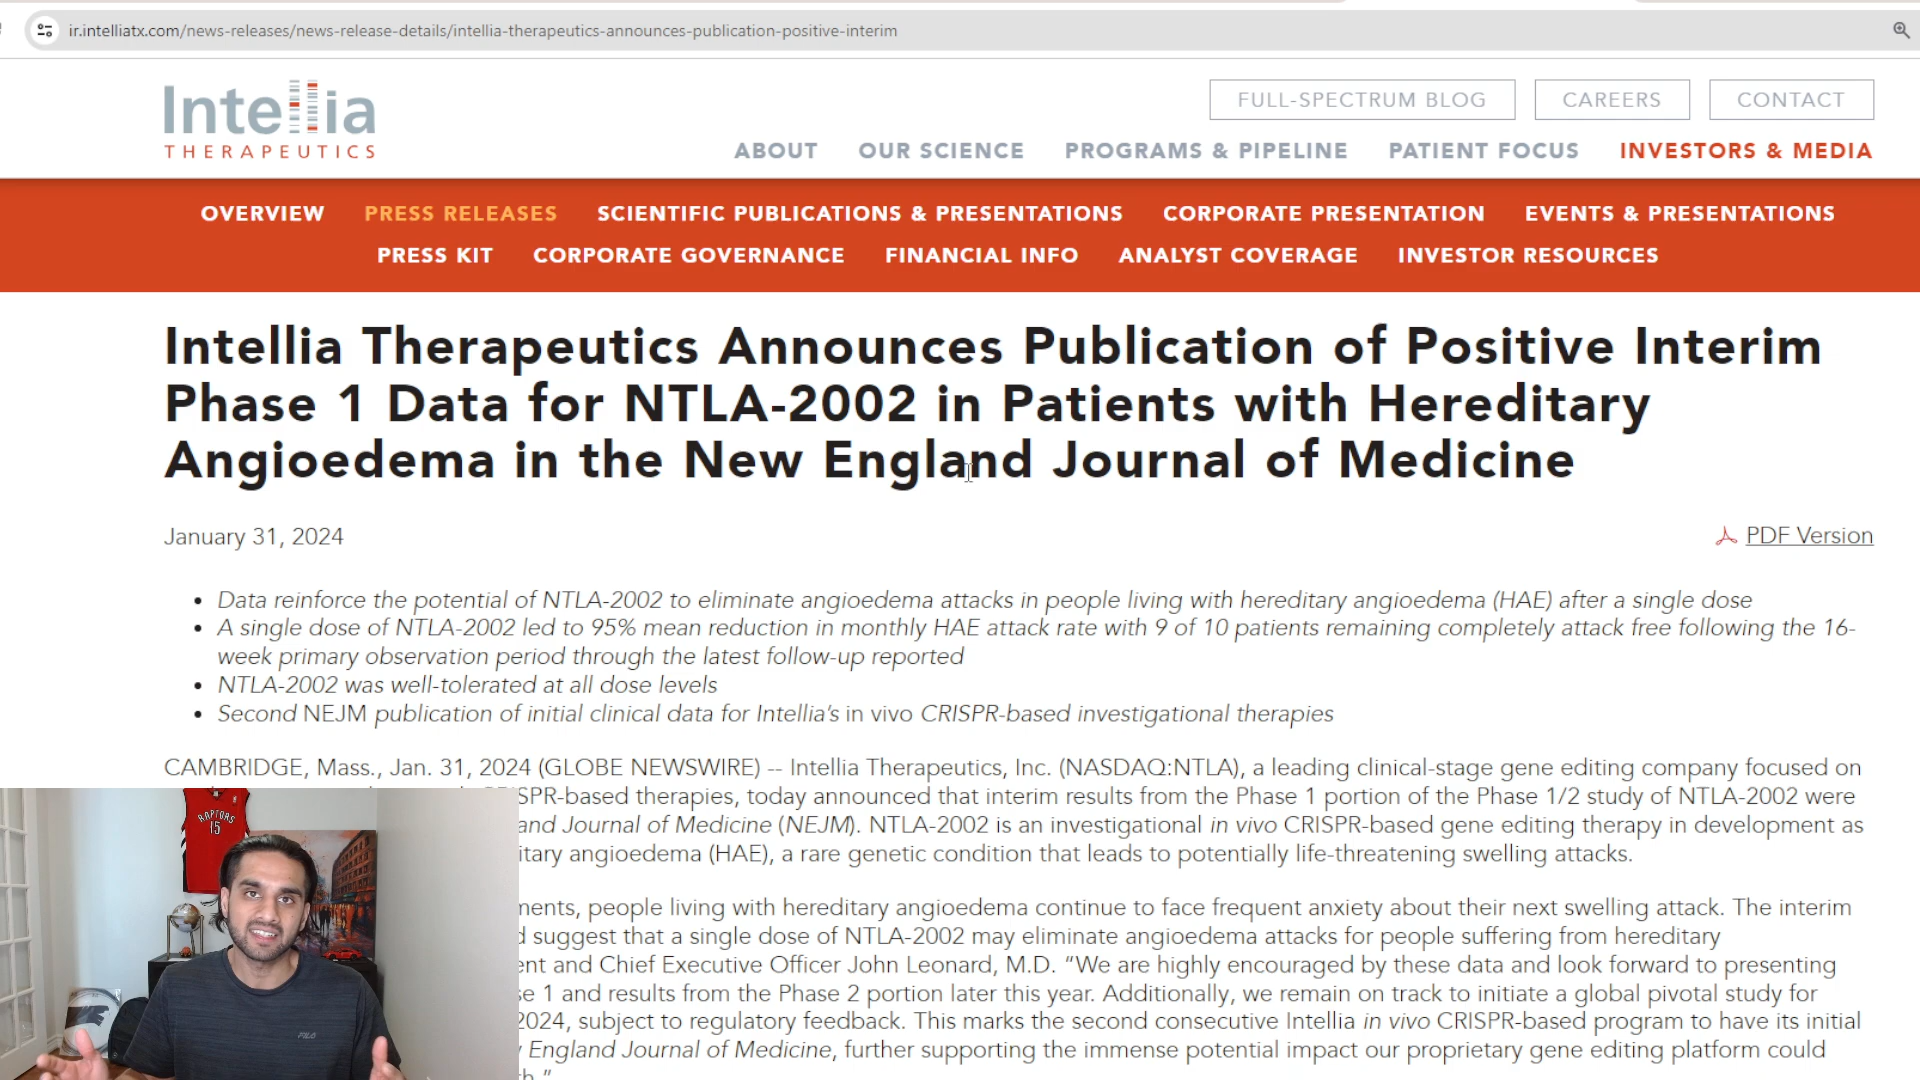 ir.intelliatx.com/news-releases/news-release-details/intellia-therapeutics-announces-publication-positive-interim
Intellia
THERAPEUTICS
FULL-SPECTRUM BLOG
CAREERS
CONTACT
ABOUT
OUR SCIENCE
PROGRAMS & PIPELINE
PATIENT FOCUS
INVESTORS & MEDIA
OVERVIEW
PRESS RELEASES
SCIENTIFIC PUBLICATIONS & PRESENTATIONS
CORPORATE PRESENTATION
EVENTS & PRESENTATIONS
PRESS KIT
CORPORATE GOVERNANCE
FINANCIAL INFO
ANALYST COVERAGE
INVESTOR RESOURCES
Intellia Therapeutics Announces Publication of Positive Interim
Phase 1 Data for NTLA-2002 in Patients with Hereditary
Angioedema in the New England Journal of Medicine
January 31, 2024
PDF Version
• Data reinforce the potential of NTLA-2002 to eliminate angioedema attacks in people living with hereditary angioedema (HAE) after a single dose
• A single dose of NTLA-2002 led to 95% mean reduction in monthly HAE attack rate with 9 of 10 patients remaining completely attack free following the 16-
week primary observation period through the latest follow-up reported
• NTLA-2002 was well-tolerated at all dose levels
• Second NEJM publication of initial clinical data for Intellia's in vivo CRISPR-based investigational therapies
CAMBRIDGE, Mass., Jan. 31, 2024 (GLOBE NEWSWIRE) -- Intellia Therapeutics, Inc. (NASDAQ:NTLA), a leading clinical-stage gene editing company focused on
SPR-based therapies, today announced that interim results from the Phase 1 portion of the Phase 1/2 study of NTLA-2002 were
and Journal of Medicine (NEJM). NTLA-2002 is an investigational in vivo CRISPR-based gene editing therapy in development as
itary angioedema (HAE), a rare genetic condition that leads to potentially life-threatening swelling attacks.
ments, people living with hereditary angioedema continue to face frequent anxiety about their next swelling attack. The interim
d suggest that a single dose of NTLA-2002 may eliminate angioedema attacks for people suffering from hereditary
ent and Chief Executive Officer John Leonard, M.D. "We are highly encouraged by these data and look forward to presenting
se 1 and results from the Phase 2 portion later this year. Additionally, we remain on track to initiate a global pivotal study for
2024, subject to regulatory feedback. This marks the second consecutive Intellia in vivo CRISPR-based program to have its initial
England Journal of Medicine, further supporting the immense potential impact our proprietary gene editing platform could
th."
RAPTORS
15
FILA